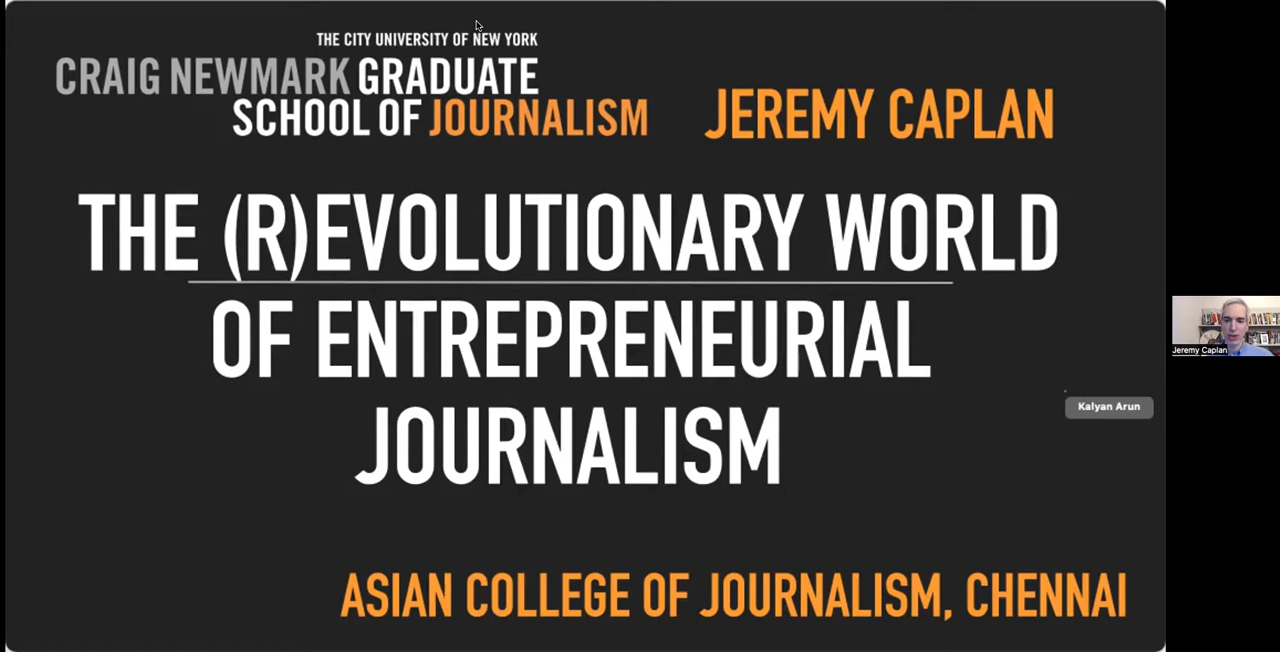 THE CITY UNIVERSITY OF NEW YORK
CRAIG NEWMARK GRADUATE
SCHOOL OF JOURNALISM
JEREMY CAPLAN
THE (R)EVOLUTIONARY WORLD
OF ENTREPRENEURIAL
JOURNALISM
ASIAN COLLEGE OF JOURNALISM, CHENNAI
Jeremy Caplan
Kalyan Arun